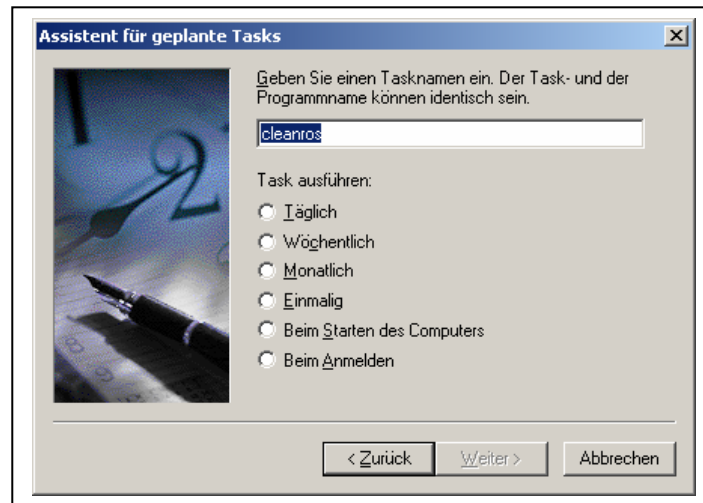 Assistent für geplante Tasks
Geben Sie einen Tasknamen ein. Der Task- und der
Programmname können identisch sein.
cleanros
Task ausführen:
Täglich
Wöchentlich
Monatlich
Einmalig
Beim Starten des Computers
Beim Anmelden
< Zurück
Weiter >
Abbrechen